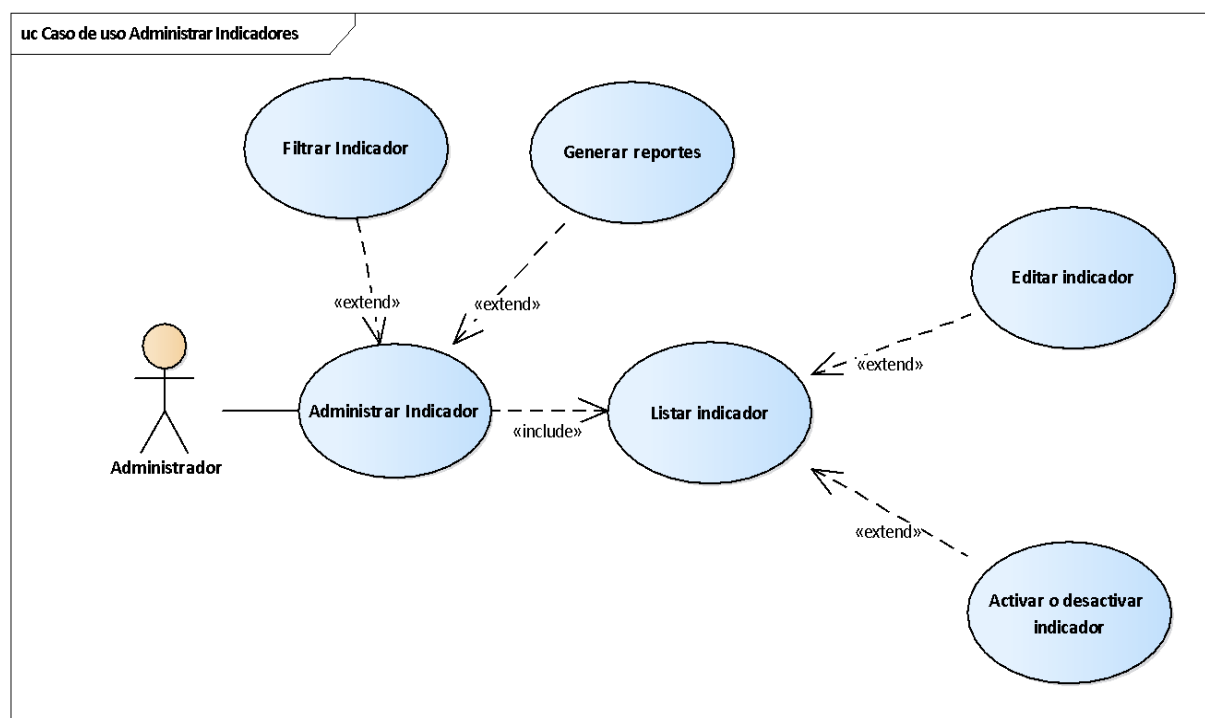 uc Caso de uso Administrar Indicadores
Filtrar Indicador
Generar reportes
Editar indicador
«extend»
«extend»
«extend»
Administrar Indicador
Listar indicador
«include»
Administrador
«extend»
Activar o desactivar
indicador